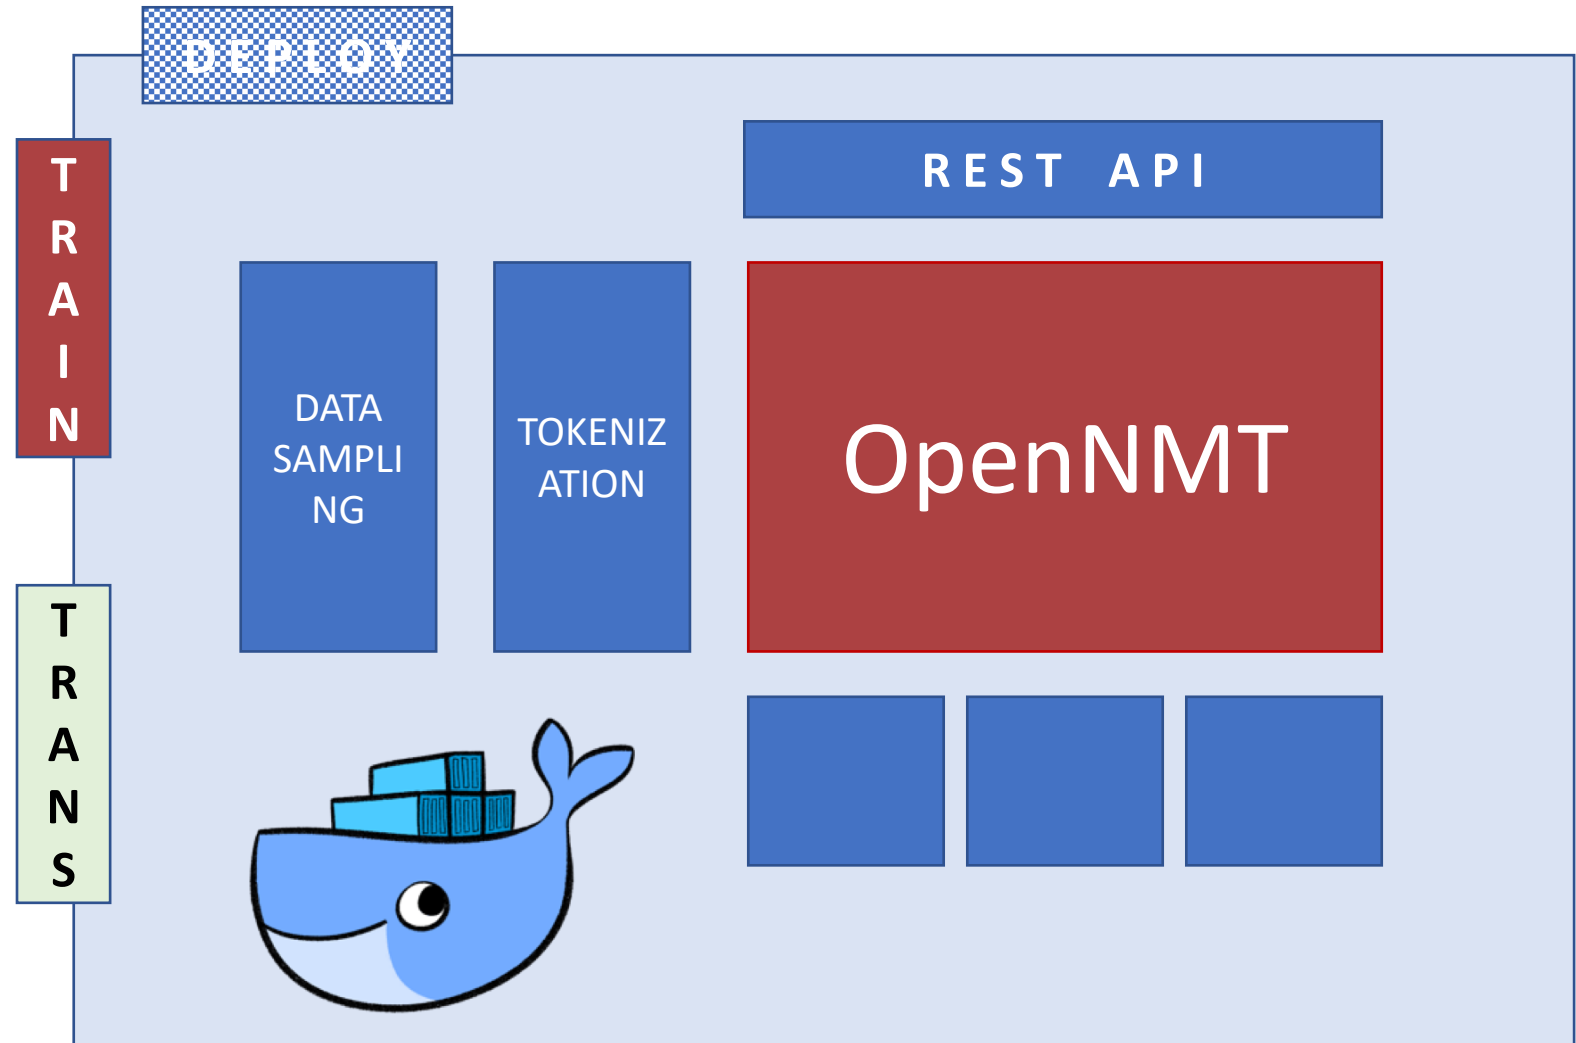 DEPLOY
REST API
T
R
A
I
N
DATA
SAMPLI
NG
TOKENIZ
ATION
OpenNMT
T
R
A
N
S